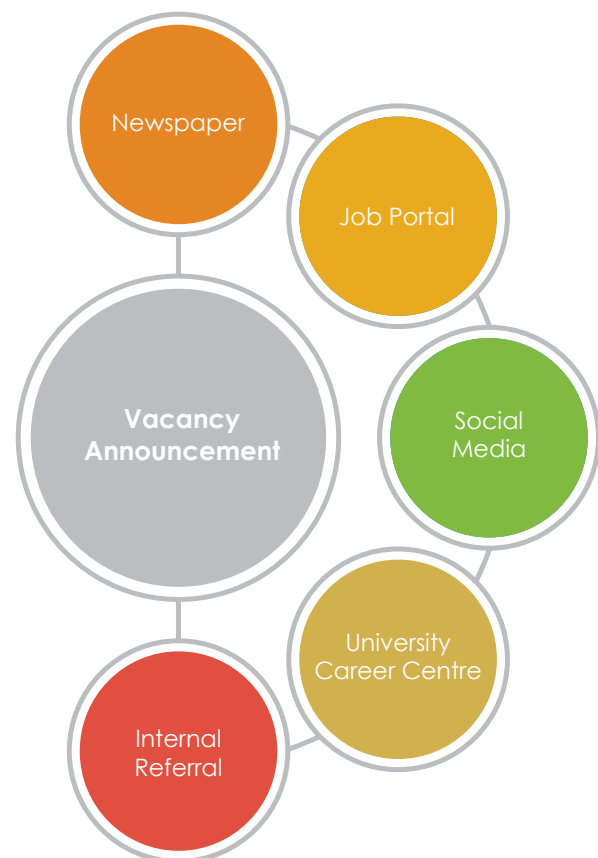 Newspaper
Job Portal
Vacancy
Announcement
Social
Media
University
Career Centre
Internal
Referral